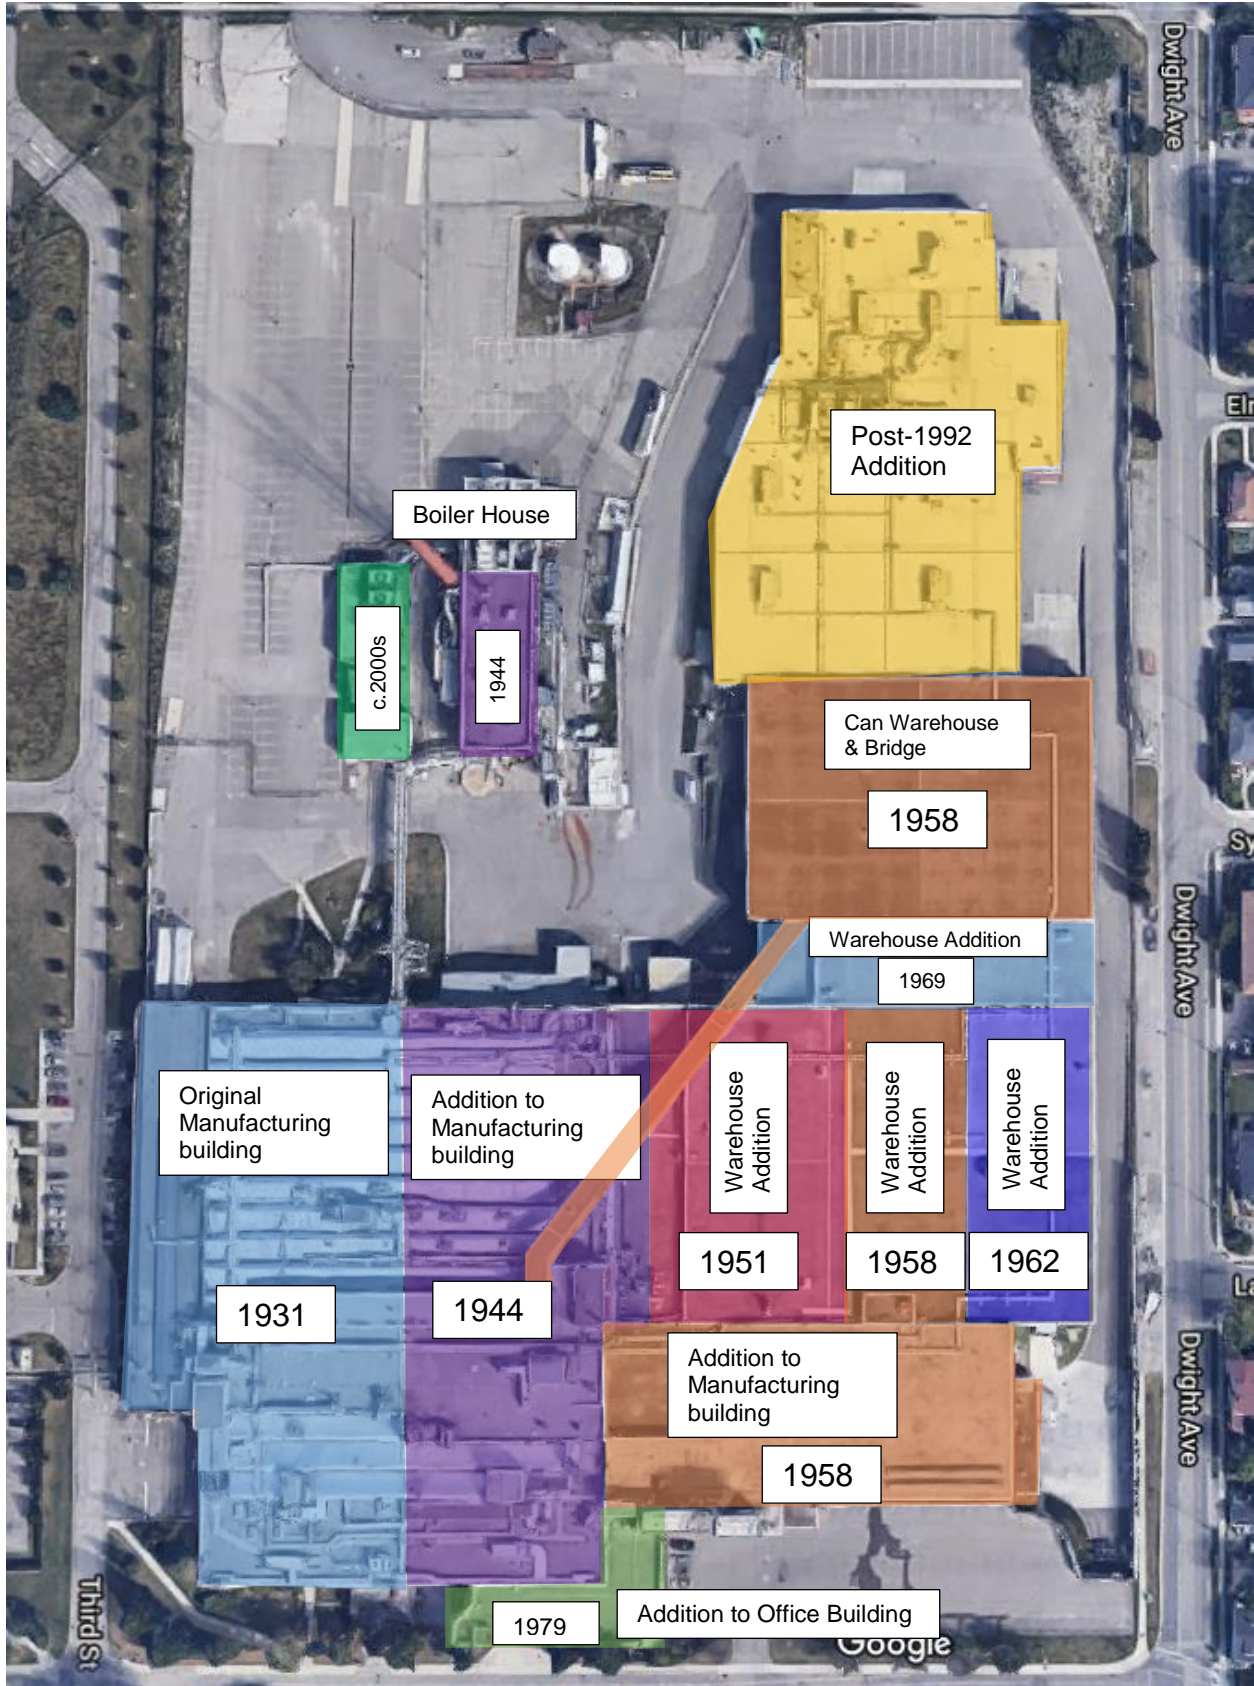 Dwight Ave
Post-1992
Addition
Boiler House
c.2000s
1944
Can Warehouse
& Bridge
1958
Dwight Ave
Warehouse Addition
1969
Original
Manufacturing
building
Addition to
Manufacturing
building
Warehouse
Addition
Warehouse
Addition
Warehouse
Addition
1931
1944
1951
1958
1962
Addition to
Manufacturing
building
1958
Dwight Ave
Third St
1979
Addition to Office Building
Google